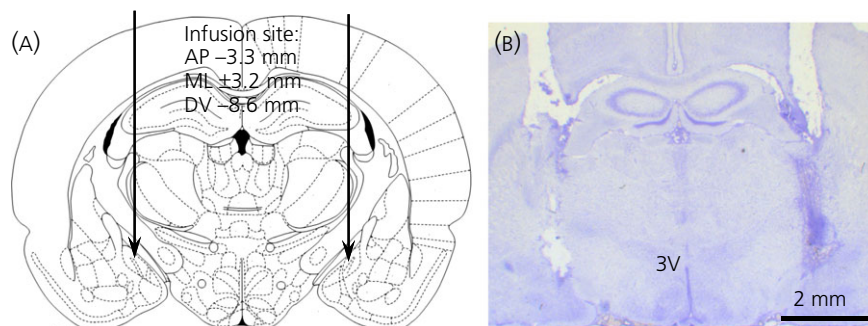 (A)
Infusion site:
AP –3.3 mm
ML ±3.2 mm
DV –8.6 mm
(B)
3V
2 mm